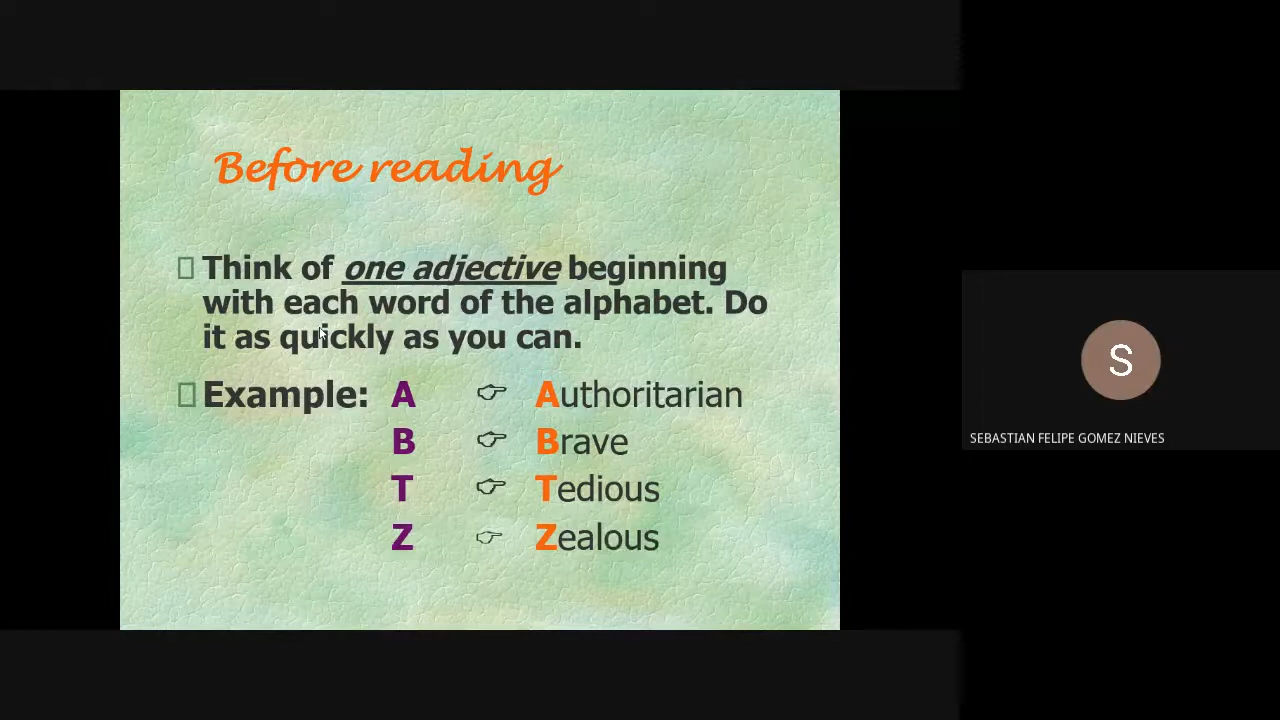 Before reading
Think of one adjective beginning
with each word of the alphabet. Do
it as quickly as you can.
Example: A ☞ Authoritarian
B ☞ Brave
T ☞ Tedious
Z ☞ Zealous
S
SEBASTIAN FELIPE GOMEZ NIEVES